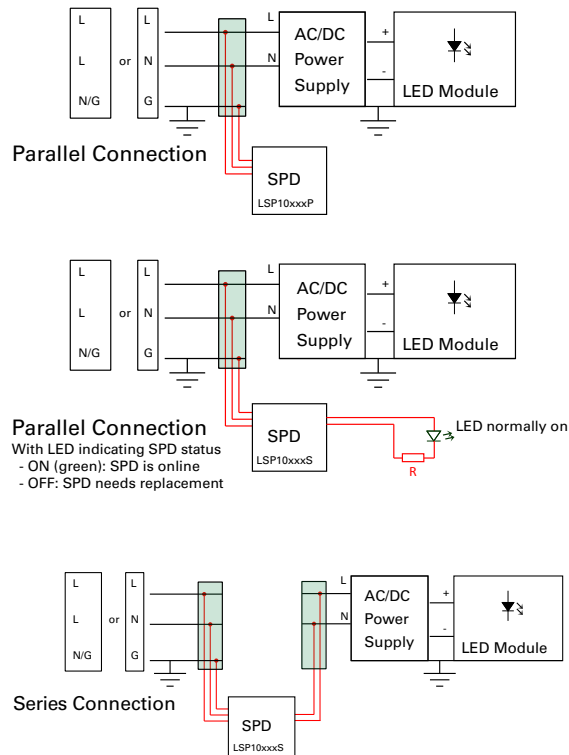 L
L
N/G
or
L
N
G
L
N
AC/DC
Power
Supply
+
-
LED Module
Parallel Connection
SPD
LSP10xxxP
L
L
N/G
or
L
N
G
L
N
AC/DC
Power
Supply
+
-
LED Module
Parallel Connection
With LED indicating SPD status
- ON (green): SPD is online
- OFF: SPD needs replacement
SPD
LSP10xxxS
LED normally on
R
L
L
N/G
or
L
N
G
L
N
AC/DC
Power
Supply
+
-
LED Module
Series Connection
SPD
LSP10xxxS